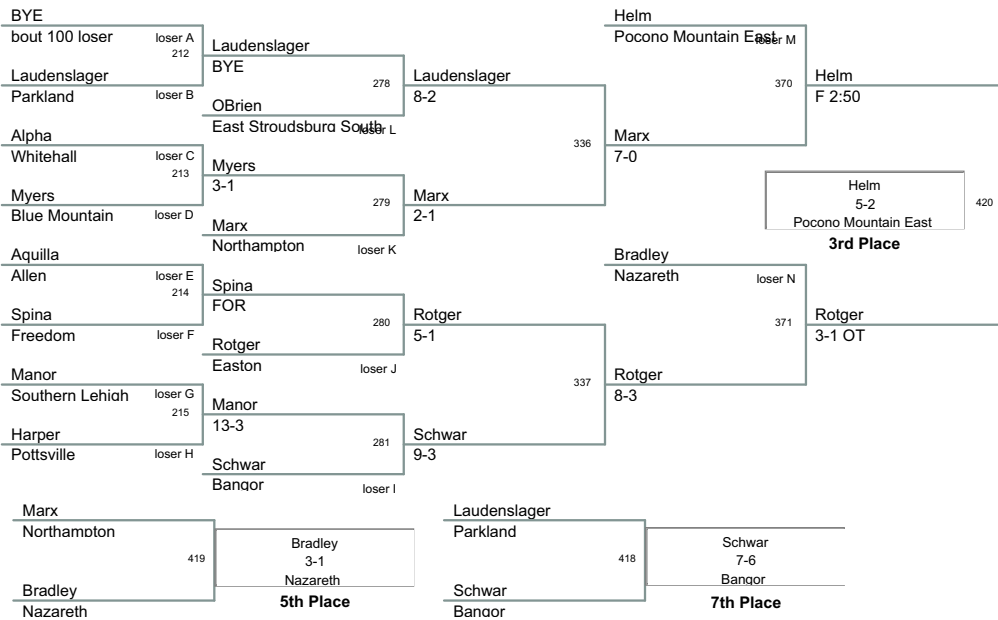 BYE
bout 100 loser
loser A
212
Laudenslager
Parkland
loser B
Alpha
Whitehall
loser C
213
Myers
Blue Mountain
loser D
Aquilla
Allen
loser E
214
Spina
Freedom
loser F
Manor
Southern Lehigh
loser G
215
Harper
Pottsville
loser H
Laudenslager
BYE
278
OBrien
East Stroudsburg South
loser L
Myers
3-1
279
Marx
Northampton
loser K
Spina
FOR
280
Rotger
Easton
loser J
Manor
13-3
281
Schwar
Bangor
loser I
Laudenslager
8-2
336
Marx
2-1
Rotger
5-1
337
Schwar
9-3
Helm
Pocono Mountain East
loser M
370
Marx
7-0
Bradley
Nazareth
loser N
371
Rotger
8-3
Helm
F 2:50
Helm
5-2
Pocono Mountain East
420
3rd Place
Rotger
3-1 OT
Marx
Northampton
419
Bradley
Nazareth
Bradley
3-1
Nazareth
5th Place
Laudenslager
Parkland
418
Schwar
Bangor
Schwar
7-6
Bangor
7th Place